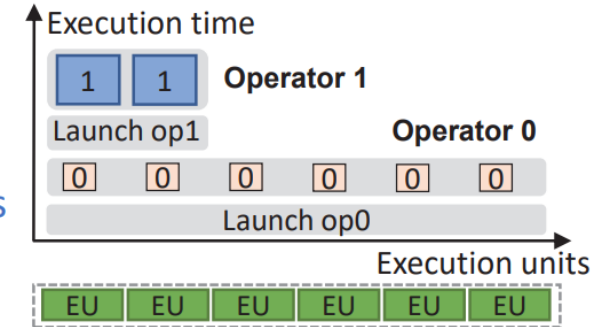 Execution time
1 1 Operator 1
Launch op1 Operator 0
0 0 0 0 0 0
s
Launch op0
Execution units
EU EU EU EU EU EU